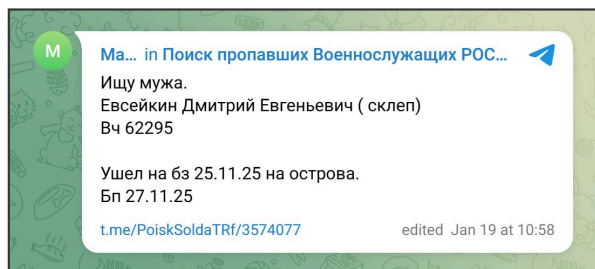 M
Ma... in Поиск пропавших Военнослужащих РОС...
Ищу мужа.
Евсейкин Дмитрий Евгеньевич ( склеп)
Вч 62295
Ушел на бз 25.11.25 на острова.
Бп 27.11.25
t.me/PoiskSoldaTRf/3574077 edited Jan 19 at 10:58